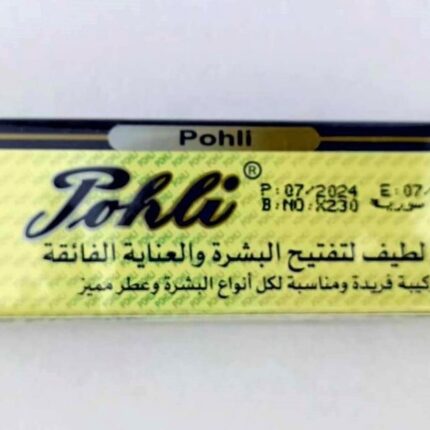 Pohli
Pohli®
P:07/2024 E:07/
B:NO:X230
لطيف لتفتيح البشرة والعناية الفائقة
كيبة فريدة ومناسبة لكل أنواع البشرة وعطر مميز